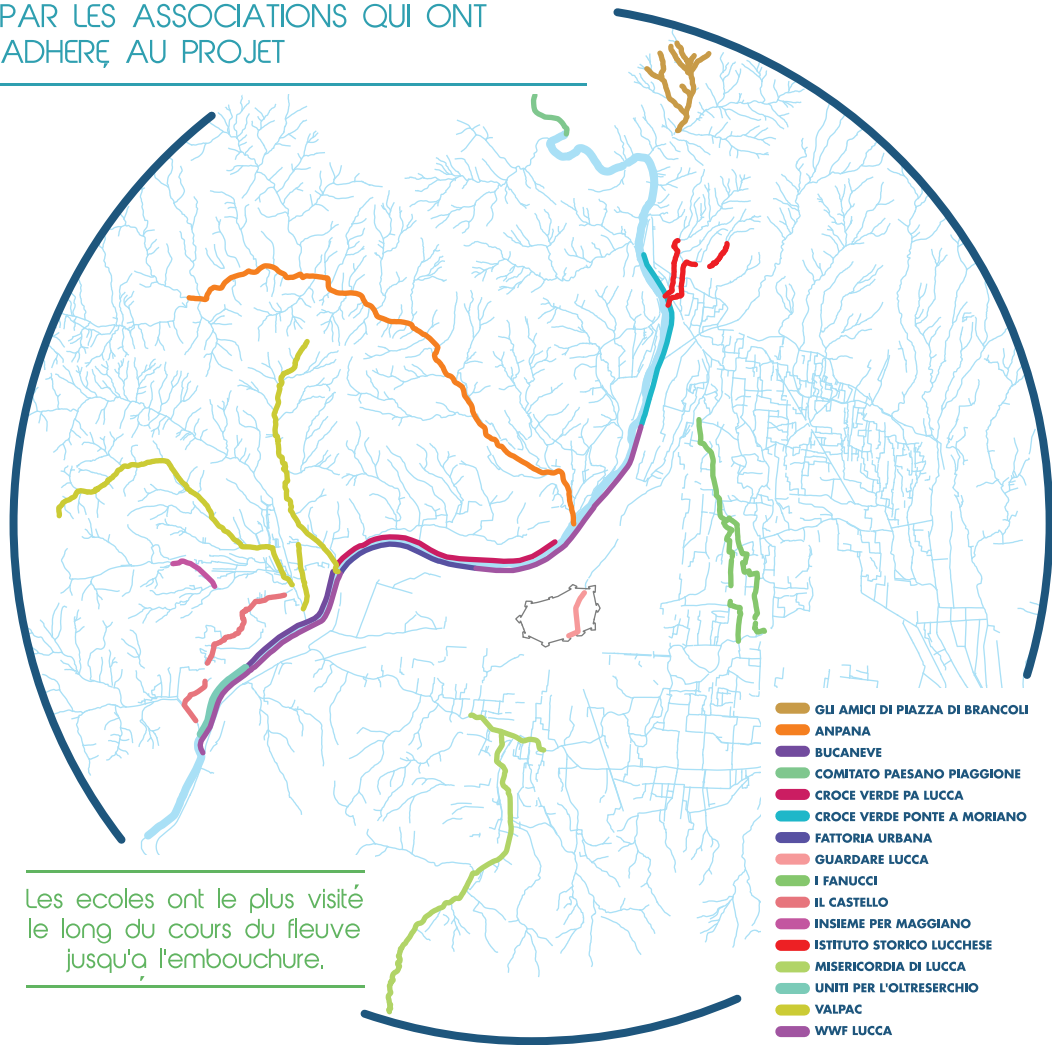 PAR LES ASSOCIATIONS QUI ONT
ADHERE, AU PROJET
GLI AMICI DI PIAZZA DI BRANCOLI
ANPANA
BUCANEVE
COMITATO PAESANO PIAGGIONE
CROCE VERDE PA LUCCA
CROCE VERDE PONTE A MORIANO
FATTORIA URBANA
GUARDARE LUCCA
I FANUCCI
IL CASTELLO
INSIEME PER MAGGIANO
ISTITUTO STORICO LUCCHESE
MISERICORDIA DI LUCCA
UNITI PER L'OLTRESERCHIO
VALPAC
WWF LUCCA
Les ecoles ont le plus visité
le long du cours du fleuve
jusqu'a l'embouchure.